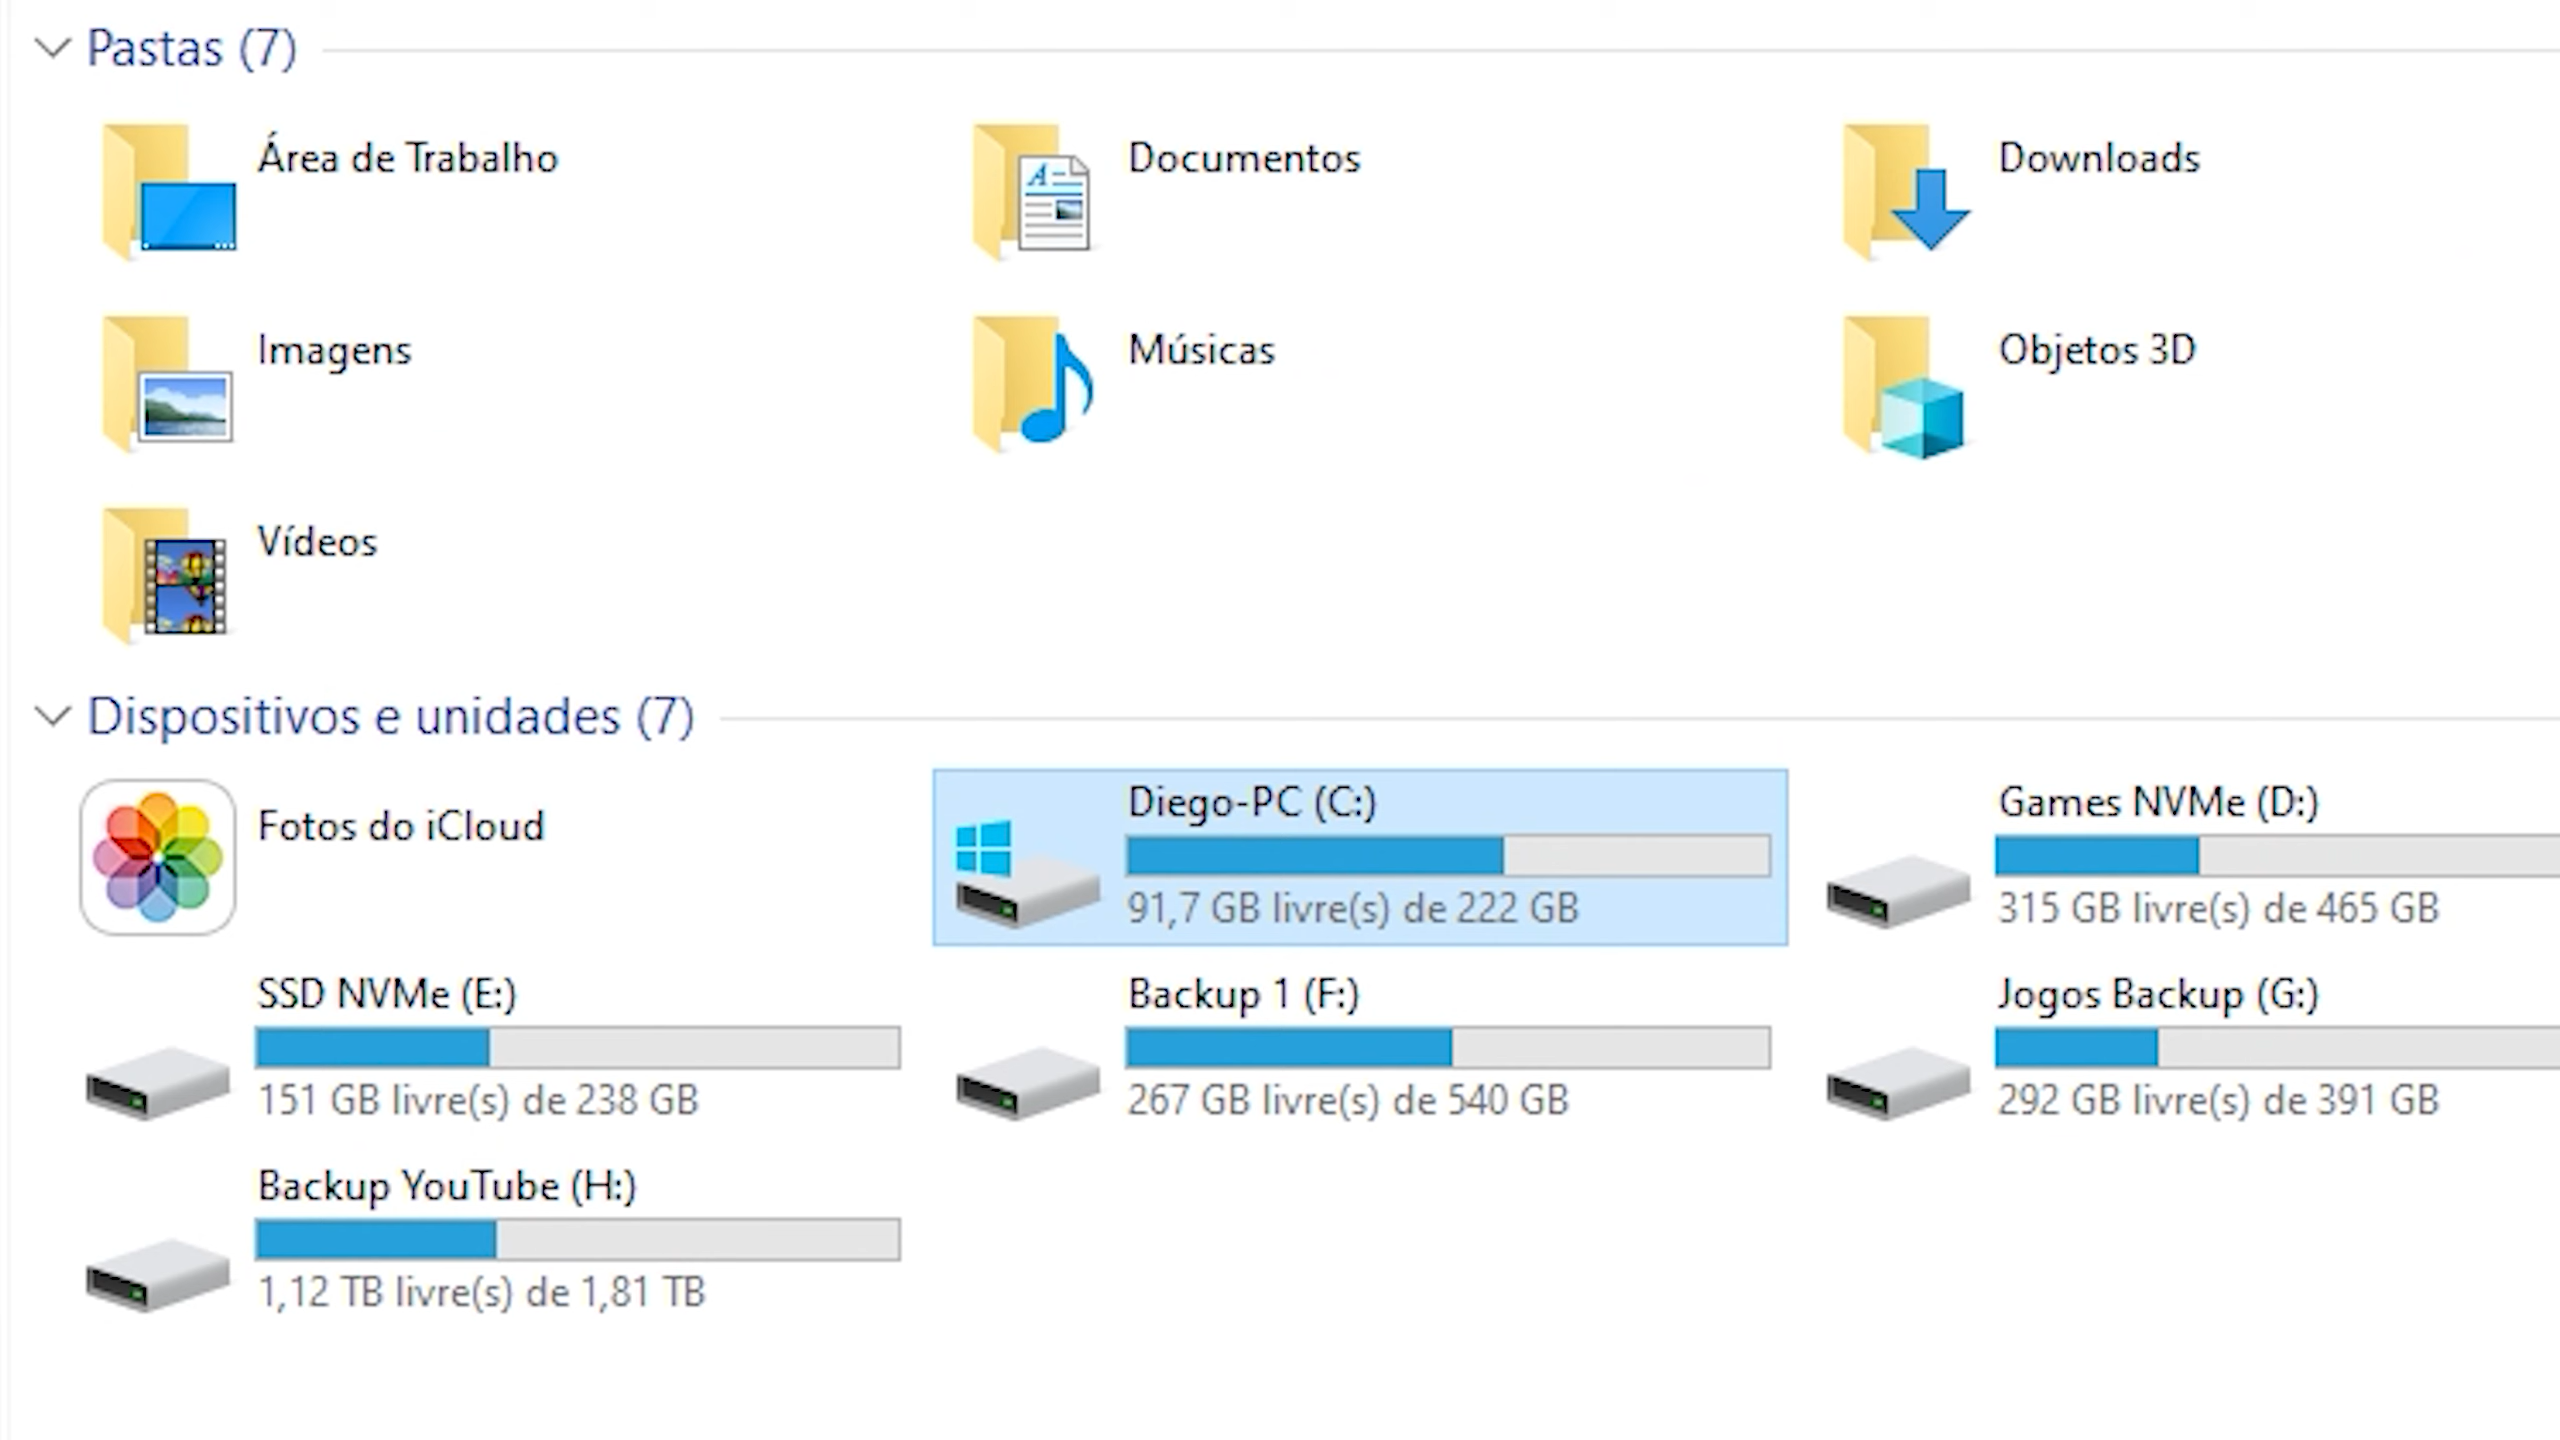 Pastas (7)
Área de Trabalho
Documentos
Downloads
Imagens
Músicas
Objetos 3D
Vídeos
Dispositivos e unidades (7)
Fotos do iCloud
Diego-PC (C:)
91,7 GB livre(s) de 222 GB
Games NVMe (D:)
315 GB livre(s) de 465 GB
SSD NVMe (E:)
151 GB livre(s) de 238 GB
Backup 1 (F:)
267 GB livre(s) de 540 GB
Jogos Backup (G:)
292 GB livre(s) de 391 GB
Backup YouTube (H:)
1,12 TB livre(s) de 1,81 TB